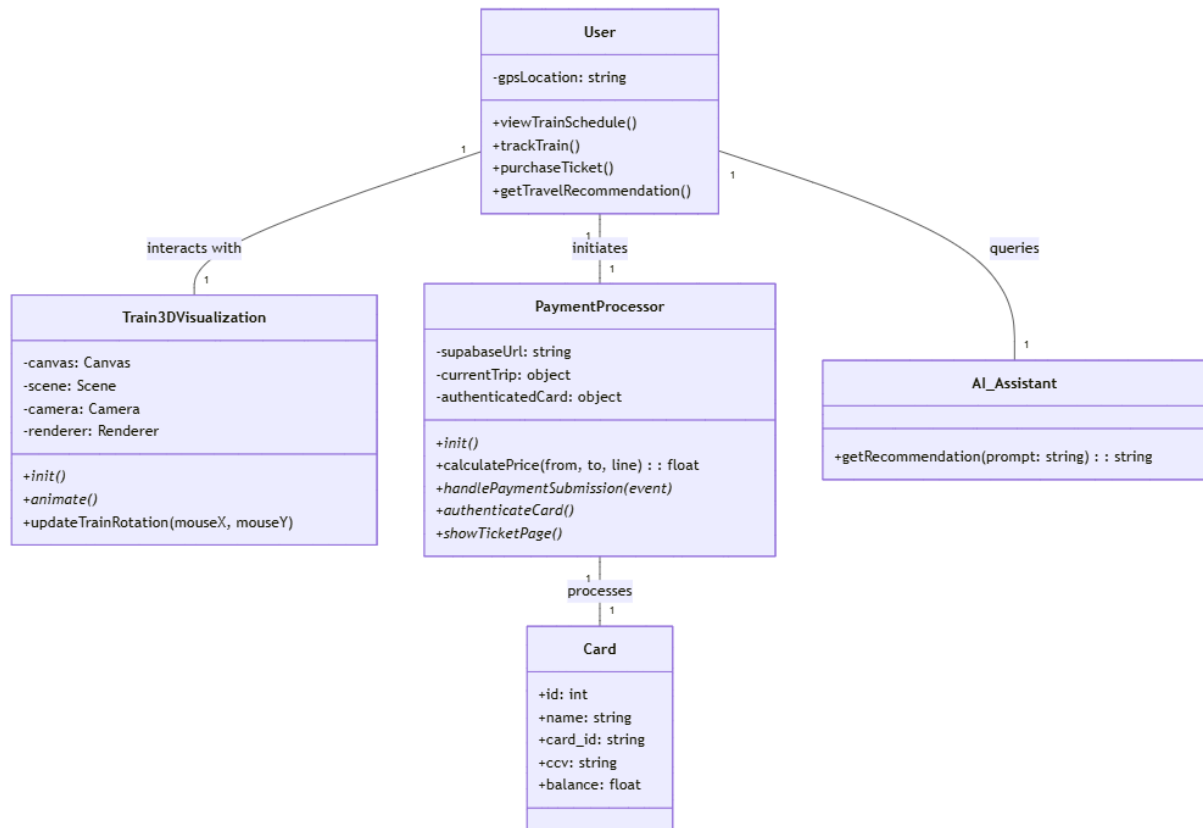 User
-gpsLocation: string
+viewTrainSchedule()
+trackTrain()
+purchaseTicket()
+getTravelRecommendation()
1
1
1
interacts with
initiates
queries
1
1
1
Train3DVisualization
-canvas: Canvas
-scene: Scene
-camera: Camera
-renderer: Renderer
+init()
+animate()
+updateTrainRotation(mouseX, mouseY)
PaymentProcessor
-supabaseUrl: string
-currentTrip: object
-authenticatedCard: object
+init()
+calculatePrice(from, to, line) : : float
+handlePaymentSubmission(event)
+authenticateCard()
+showTicketPage()
AI_Assistant
+getRecommendation(prompt: string) : : string
1
processes
1
Card
+id: int
+name: string
+card_id: string
+ccv: string
+balance: float